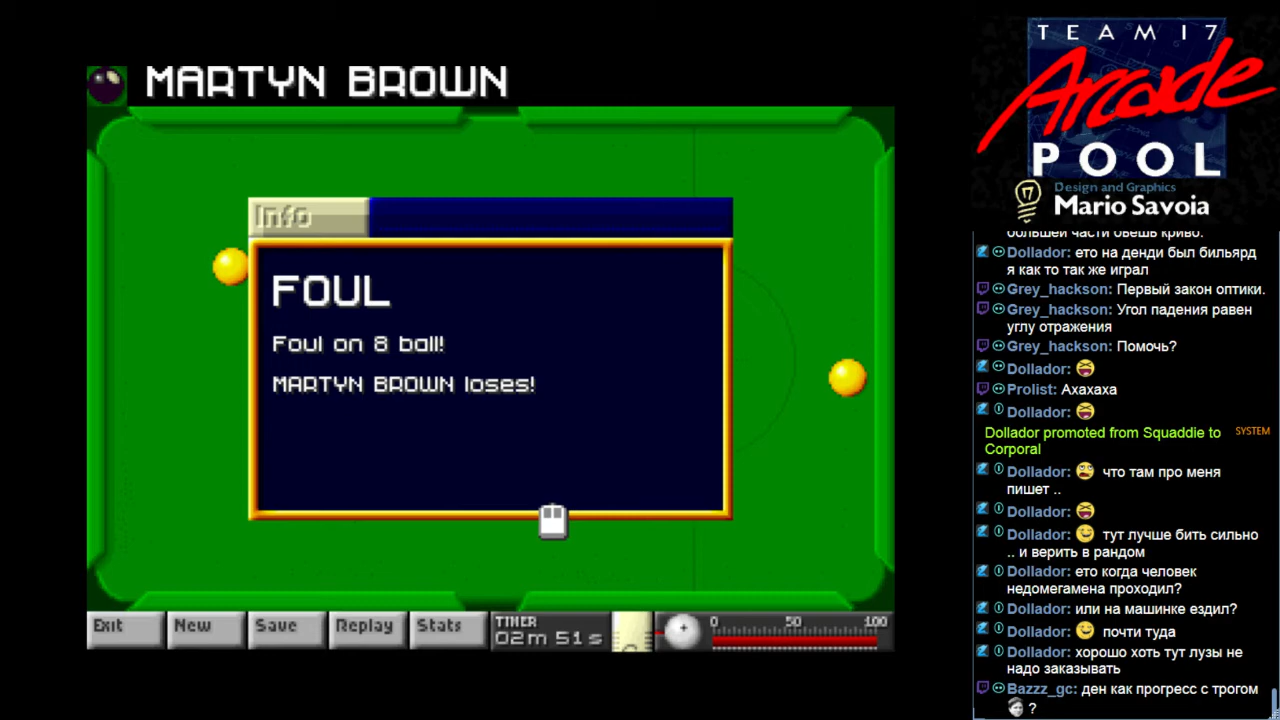 MARTYN BROWN
Info
FOUL
Foul on 8 ball!
MARTYN BROWN loses!
Exit
New
Save
Replay
Stats
TIMER
02m 51s
0 50 100
TEAM17
Arcade
POOL
17
Design and Graphics
Mario Savoia
большей части бьёшь криво.
Dollador: ето на денди был бильярд
я как то так же играл
Grey_hackson: Первый закон оптики.
Grey_hackson: Угол падения равен
углу отражения
Grey_hackson: Помочь?
Dollador:
Prolist: Ахахаха
Dollador:
Dollador promoted from Squaddie to SYSTEM
Corporal
Dollador: что там про меня
пишет ..
Dollador:
Dollador: тут лучше бить сильно
.. и верить в рандом
Dollador: ето когда человек
недомегамена проходил?
Dollador: или на машинке ездил?
Dollador: почти туда
Dollador: хорошо хоть тут лузы не
надо заказывать
Bazzz_gc: ден как прогресс с трогом
?